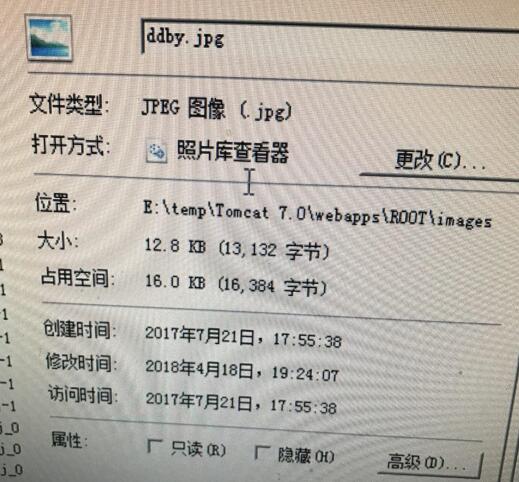 ddby.jpg
文件类型: JPEG 图像 (.jpg)
打开方式: 照片库查看器 更改(C)...
位置: E:\temp\Tomcat 7.0\webapps\ROOT\images
大小: 12.8 KB (13,132 字节)
占用空间: 16.0 KB (16,384 字节)
创建时间: 2017年7月21日，17:55:38
修改时间: 2018年4月18日，19:24:07
访问时间: 2017年7月21日，17:55:38
属性: 只读(R) 隐藏(H) 高级(D)...